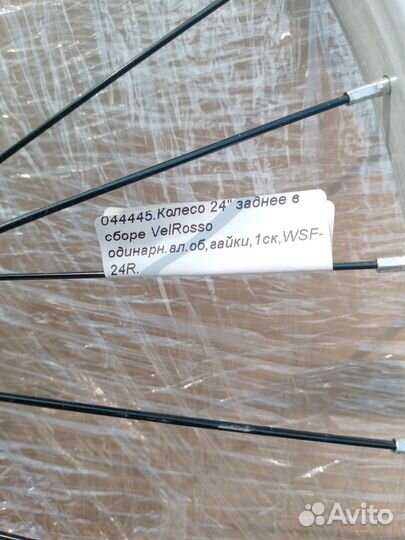 044445.Колесо 24" заднее в
сборе VelRosso
одинарн.ал.об,гайки,1ск,WSF-
24R.
Avito